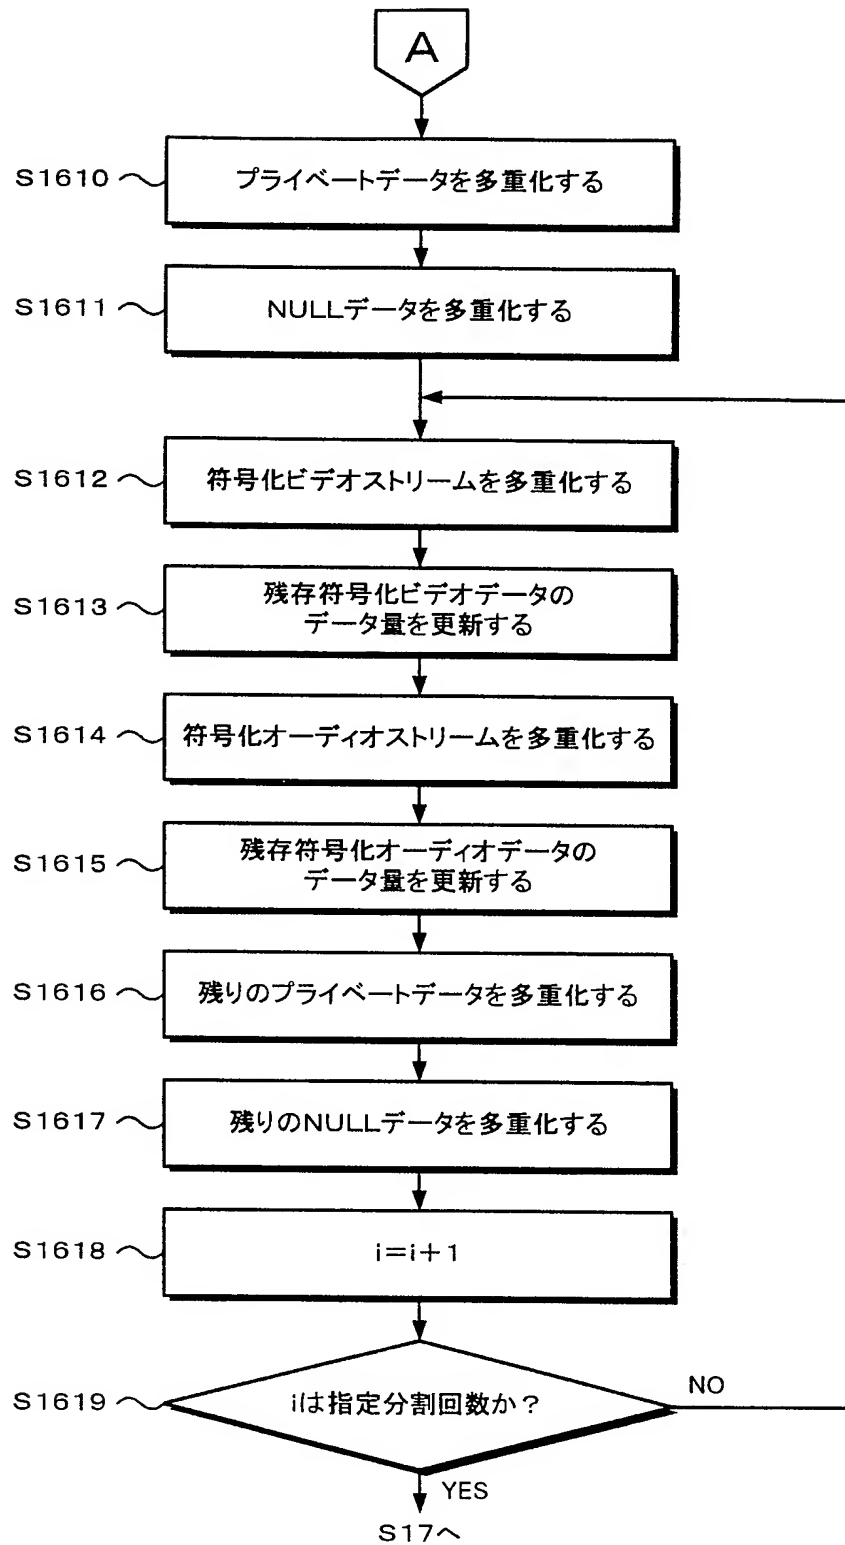 A
S1610
プライベートデータを多重化する
S1611
NULLデータを多重化する
S1612
符号化ビデオストリームを多重化する
S1613
残存符号化ビデオデータの
データ量を更新する
S1614
符号化オーディオストリームを多重化する
S1615
残存符号化オーディオデータの
データ量を更新する
S1616
残りのプライベートデータを多重化する
S1617
残りのNULLデータを多重化する
S1618
i=i+1
S1619
iは指定分割回数か?
NO
YES
S17へ